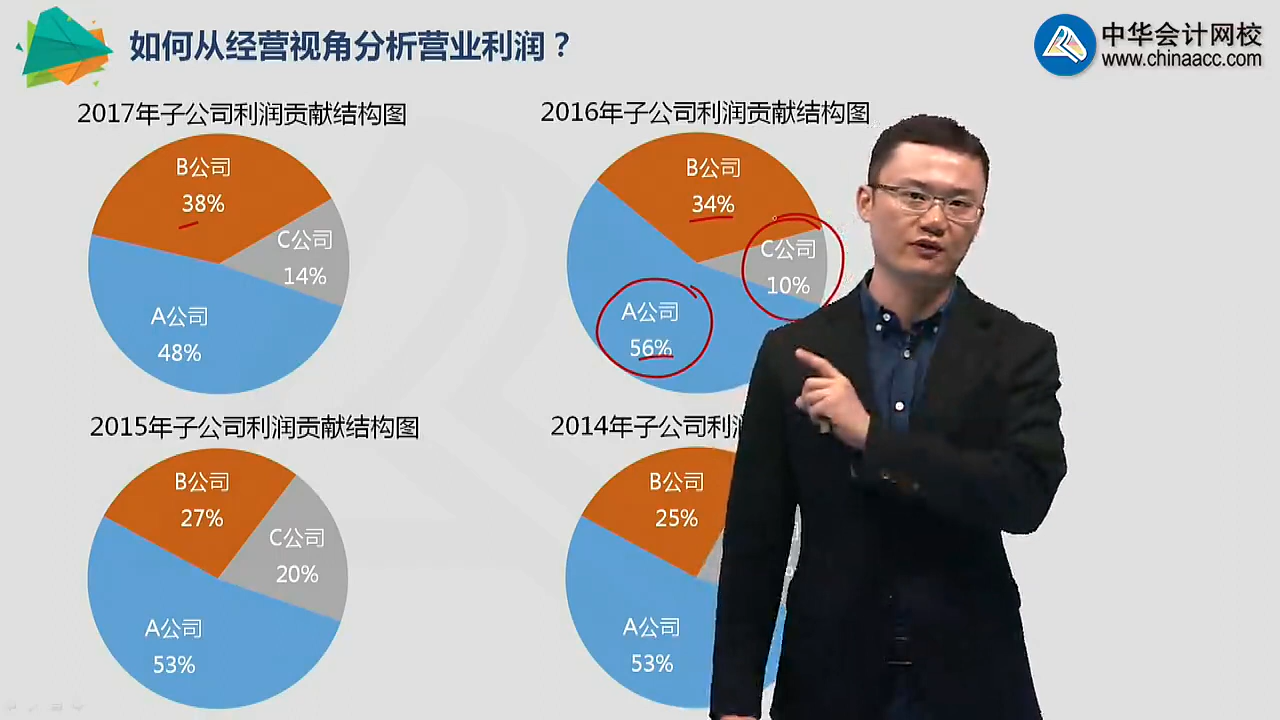 如何从经营视角分析营业利润？
中华会计网校
www.chinaacc.com
2017年子公司利润贡献结构图
B公司
38%
C公司
14%
A公司
48%
2016年子公司利润贡献结构图
B公司
34%
C公司
10%
A公司
56%
2015年子公司利润贡献结构图
B公司
27%
C公司
20%
A公司
53%
2014年子公司利
B公司
25%
A公司
53%